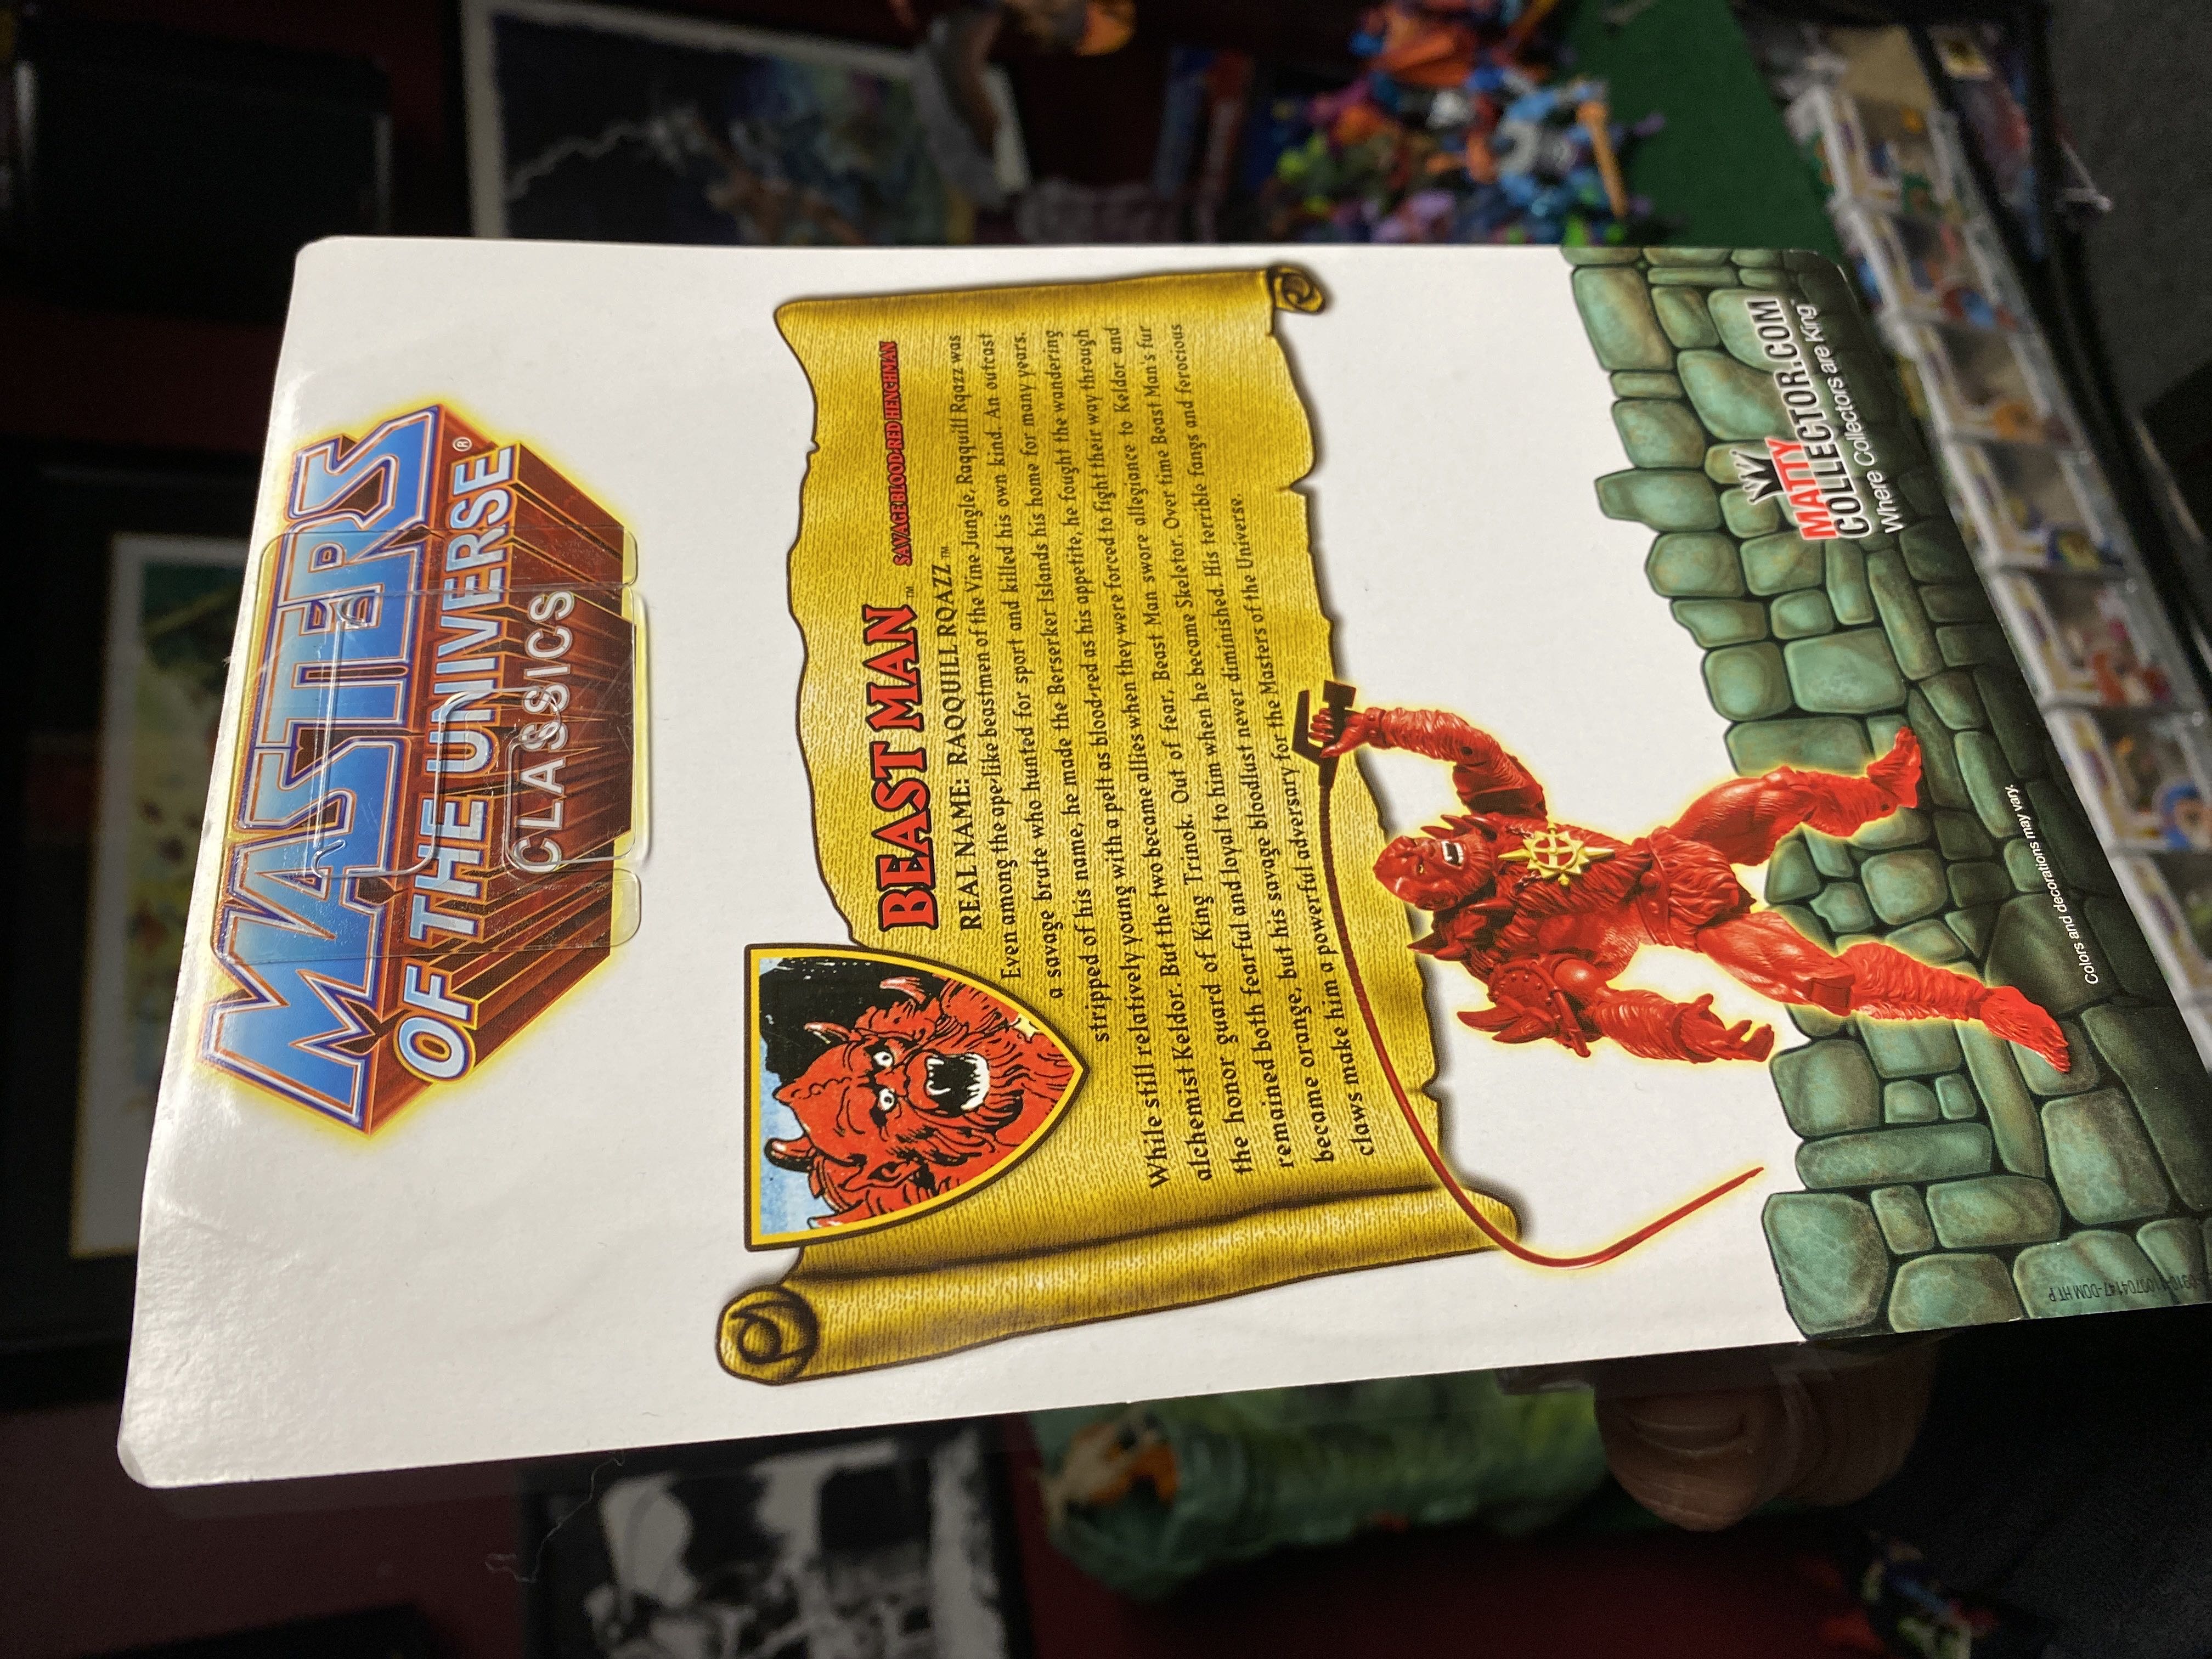 MASTERS
OF THE UNIVERSE®
CLASSICS
BEAST MAN™ SAVAGE BLOOD-RED HENCHMAN
REAL NAME: RAQQUILL RQAZZ™
Even among the ape-like beastmen of the Vine Jungle, Raqquill Rqazz was
a savage brute who hunted for sport and killed his own kind. An outcast
stripped of his name, he made the Berserker Islands his home for many years.
While still relatively young with a pelt as blood-red as his appetite, he fought the wandering
alchemist Keldor. But the two became allies when they were forced to fight their way through
the honor guard of King Trinok. Out of fear, Beast Man swore allegiance to Keldor and
remained both fearful and loyal to him when he became Skeletor. Over time Beast Man's fur
became orange, but his savage bloodlust never diminished. His terrible fangs and ferocious
claws make him a powerful adversary for the Masters of the Universe.
MATTY
COLLECTOR.COM
Where Collectors are King™
Colors and decorations may vary.